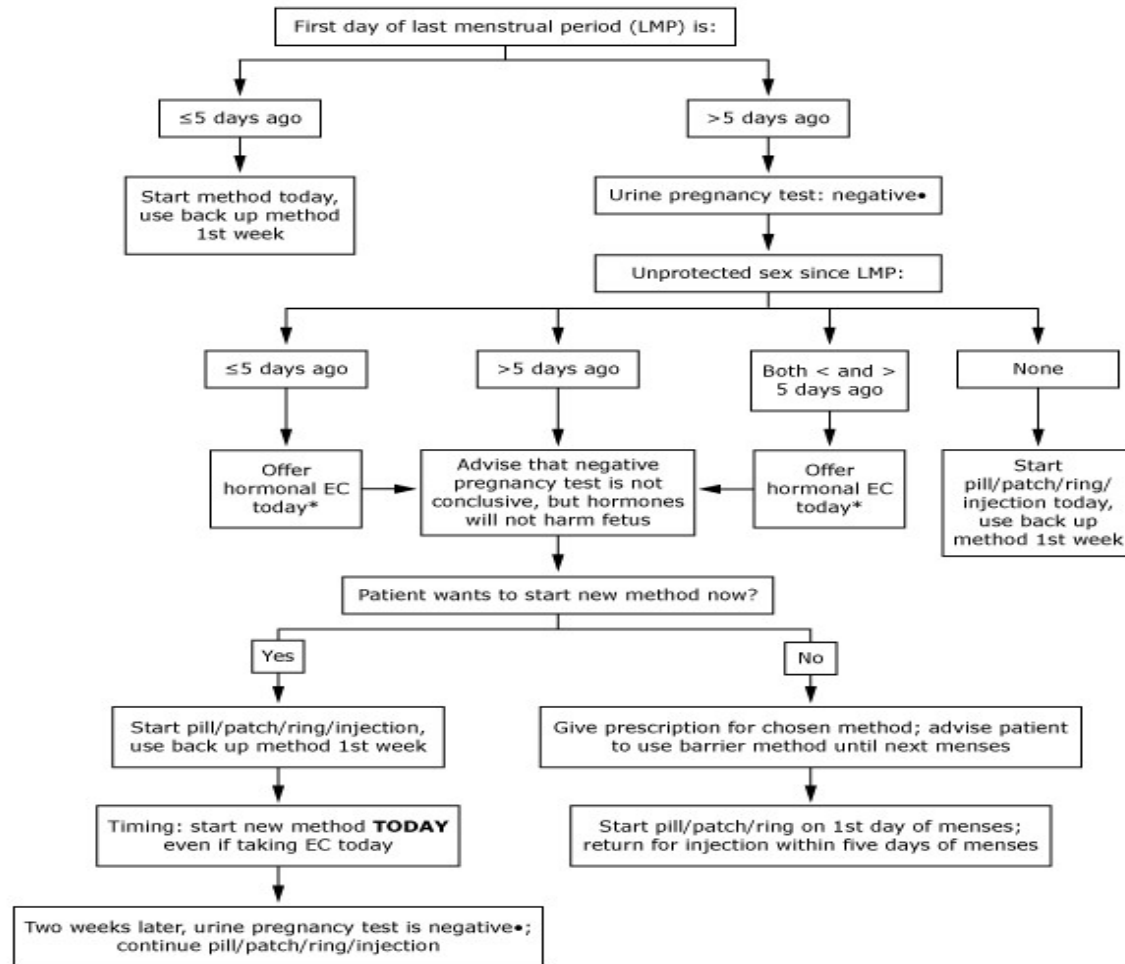 First day of last menstrual period (LMP) is:
≤5 days ago
>5 days ago
Start method today,
use back up method
1st week
Urine pregnancy test: negative•
Unprotected sex since LMP:
≤5 days ago
>5 days ago
Both < and >
5 days ago
None
Offer
hormonal EC
today*
Advise that negative
pregnancy test is not
conclusive, but hormones
will not harm fetus
Offer
hormonal EC
today*
Start
pill/patch/ring/
injection today,
use back up
method 1st week
Patient wants to start new method now?
Yes
No
Start pill/patch/ring/injection,
use back up method 1st week
Give prescription for chosen method; advise patient
to use barrier method until next menses
Timing: start new method TODAY
even if taking EC today
Start pill/patch/ring on 1st day of menses;
return for injection within five days of menses
Two weeks later, urine pregnancy test is negative•;
continue pill/patch/ring/injection